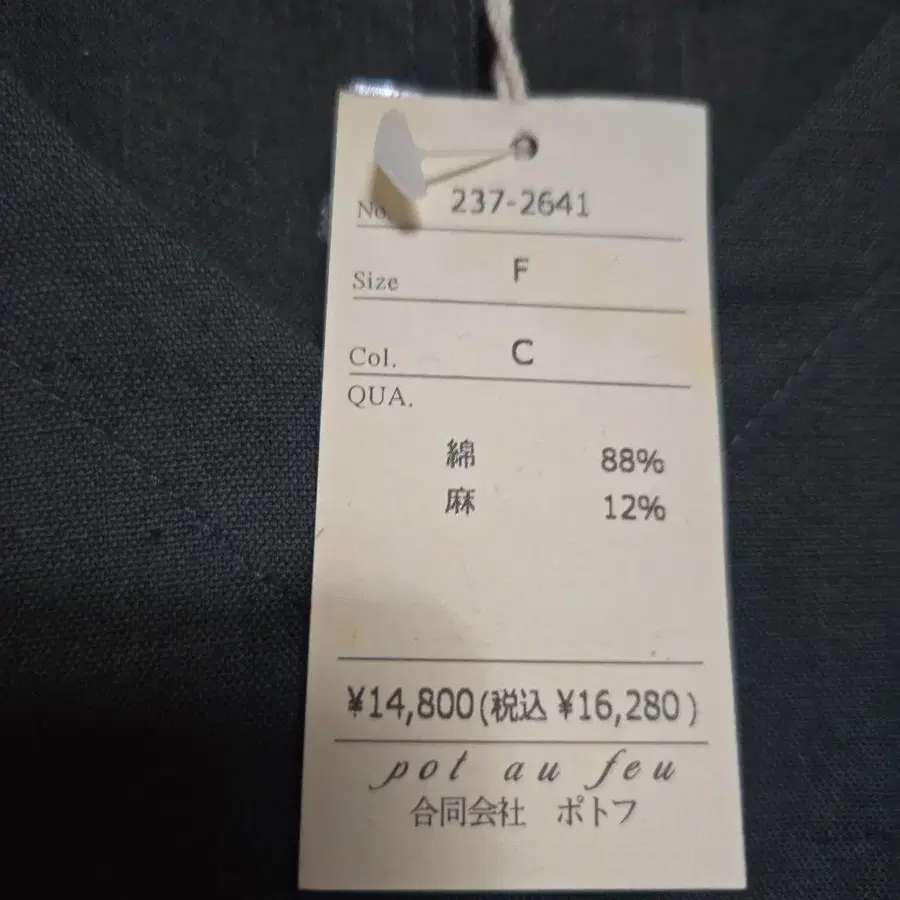 No. 237-2641
Size F
Col. C
QUA.
綿 88%
麻 12%
¥14,800(税込 ¥16,280)
pot au feu
合同会社 ポトフ